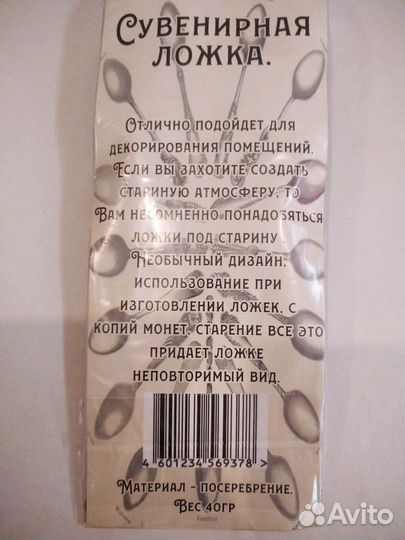 Сувенирная
ложка.
Отлично подойдет для
декорирования помещений.
Если вы захотите создать
стариную атмосферу, то
Вам несомненно понадобяться
ложки под старину.
Необычный дизайн,
использование при
изготовлении ложек, с
копий монет, старение все это
придает ложке
неповторимый вид.
4 601234 569378 >
Материал - посеребрение.
Вес 40гр
Avito